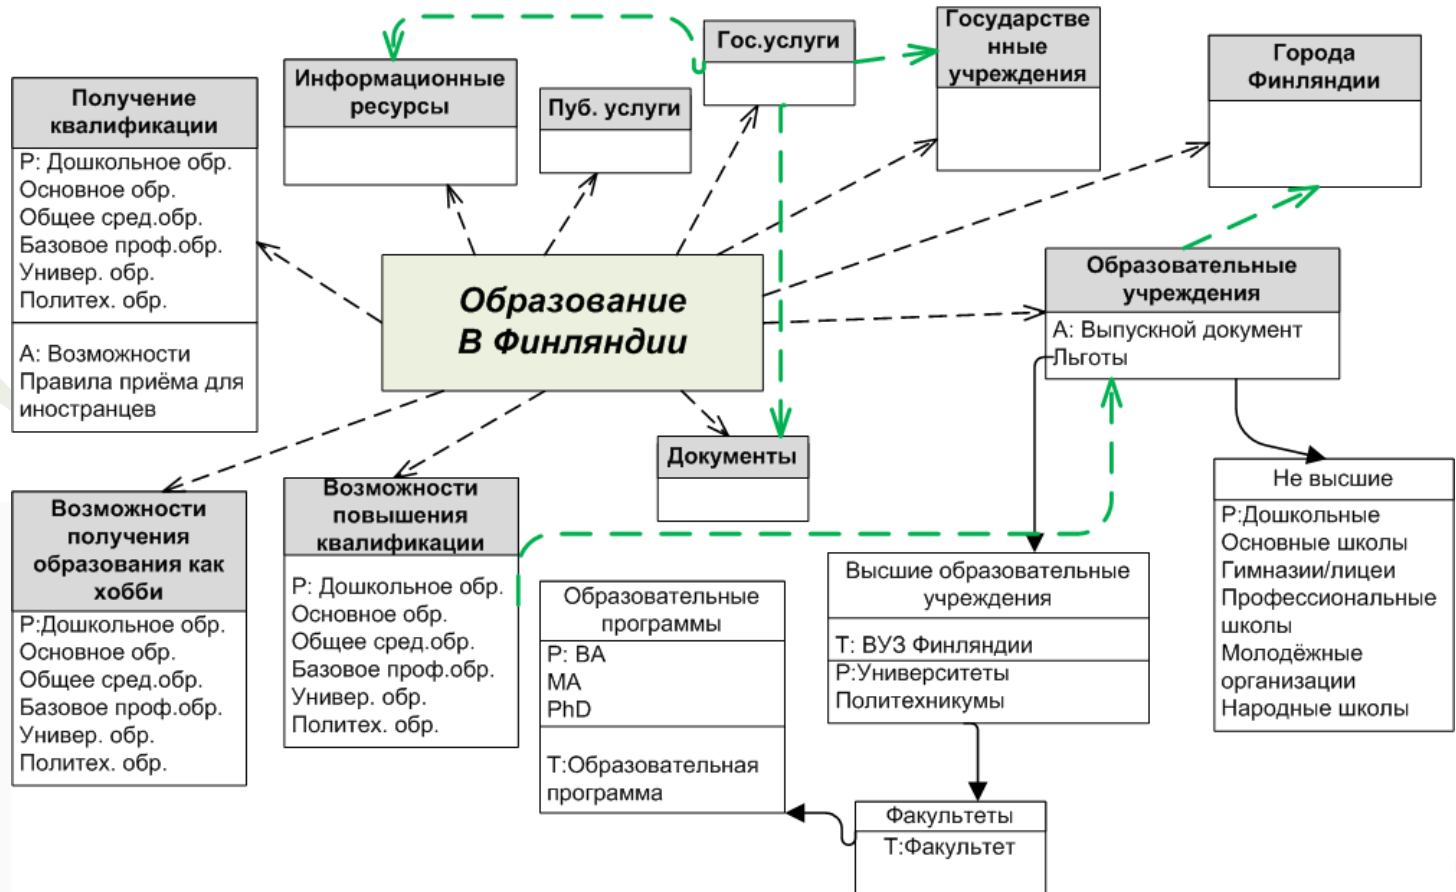 Гос.услуги
Государстве
нные
учреждения
Города
Финляндии
Информационные
ресурсы
Пуб. услуги
Получение
квалификации
Р: Дошкольное обр.
Основное обр.
Общее сред.обр.
Базовое проф.обр.
Универ. обр.
Политех. обр.
А: Возможности
Правила приёма для
иностранцев
Образование
В Финляндии
Образовательные
учреждения
А: Выпускной документ
Льготы
Документы
Возможности
получения
образования как
хобби
Р:Дошкольное обр.
Основное обр.
Общее сред.обр.
Базовое проф.обр.
Универ. обр.
Политех. обр.
Возможности
повышения
квалификации
Р: Дошкольное обр.
Основное обр.
Общее сред.обр.
Базовое проф.обр.
Универ. обр.
Политех. обр.
Образовательные
программы
Р: BA
MA
PhD
Т:Образовательная
программа
Высшие образовательные
учреждения
Т: ВУЗ Финляндии
Р:Университеты
Политехникумы
Не высшие
Р:Дошкольные
Основные школы
Гимназии/лицеи
Профессиональные
школы
Молодёжные
организации
Народные школы
Факультеты
Т:Факультет